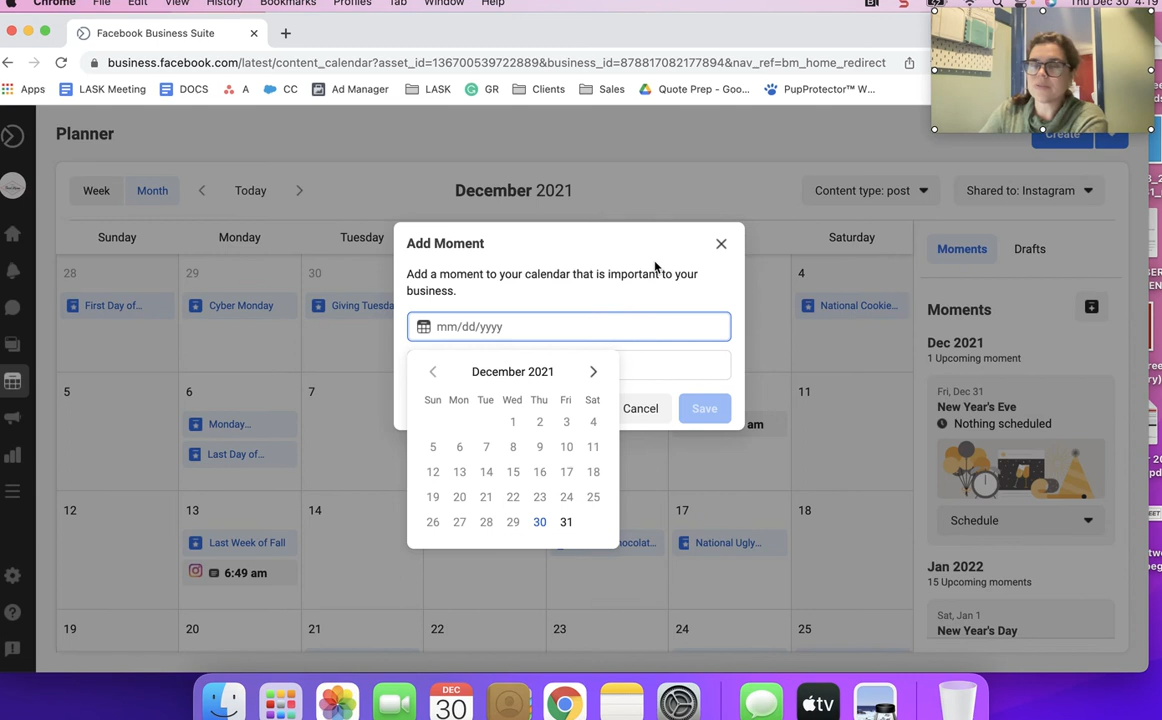 Chrome File Edit View History Bookmarks Profiles Tab Window Help Thu Dec 30 4:19
Facebook Business Suite
business.facebook.com/latest/content_calendar?asset_id=136700539722889&business_id=878817082177894&nav_ref=bm_home_redirect
Apps LASK Meeting DOCS A CC Ad Manager LASK GR Clients Sales Quote Prep - Goo... PupProtector™ W...
Planner
Create
Week Month Today December 2021 Content type: post Shared to: Instagram
Sunday Monday Tuesday Saturday
28 29 30 4
First Day of... Cyber Monday Giving Tuesda National Cookie...
5 6 7 11
Monday...
Last Day of...
am
12 13 14 17 18
Last Week of Fall ocolat... National Ugly...
6:49 am
19 20 21 22 23 24 25
Add Moment
Add a moment to your calendar that is important to your
business.
mm/dd/yyyy
December 2021
Sun Mon Tue Wed Thu Fri Sat
1 2 3 4
5 6 7 8 9 10 11
12 13 14 15 16 17 18
19 20 21 22 23 24 25
26 27 28 29 30 31
Cancel Save
Moments Drafts
Moments
Dec 2021
1 Upcoming moment
Fri, Dec 31
New Year's Eve
Nothing scheduled
Schedule
Jan 2022
15 Upcoming moments
Sat, Jan 1
New Year's Day
DEC
30
tv